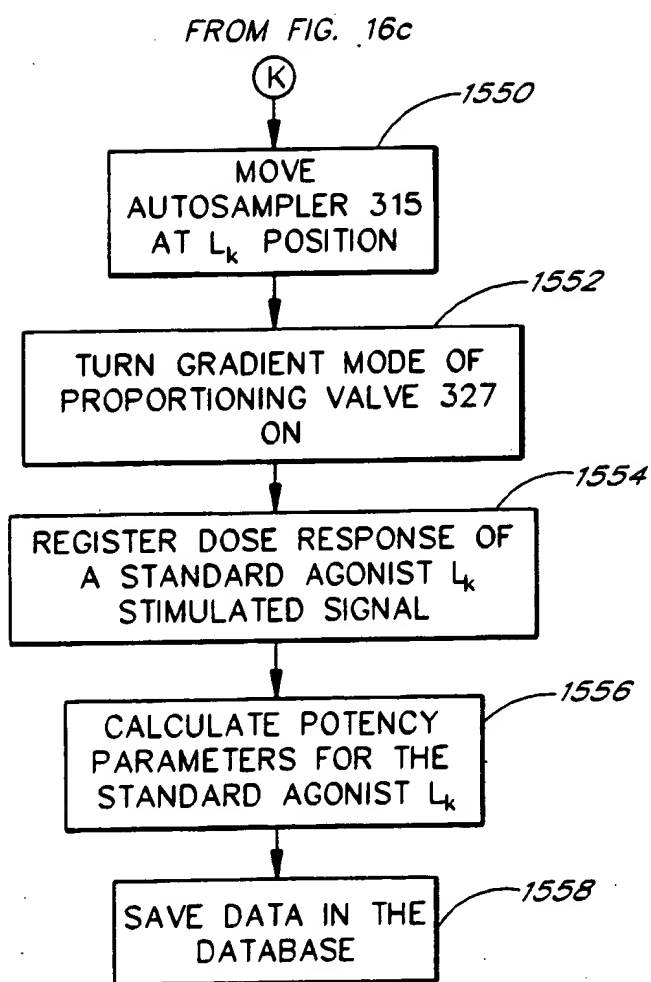 FROM FIG. 16c
K
1550
MOVE
AUTOSAMPLER 315
AT Lk POSITION
1552
TURN GRADIENT MODE OF
PROPORTIONING VALVE 327
ON
1554
REGISTER DOSE RESPONSE OF
A STANDARD AGONIST Lk
STIMULATED SIGNAL
1556
CALCULATE POTENCY
PARAMETERS FOR THE
STANDARD AGONIST Lk
1558
SAVE DATA IN THE
DATABASE